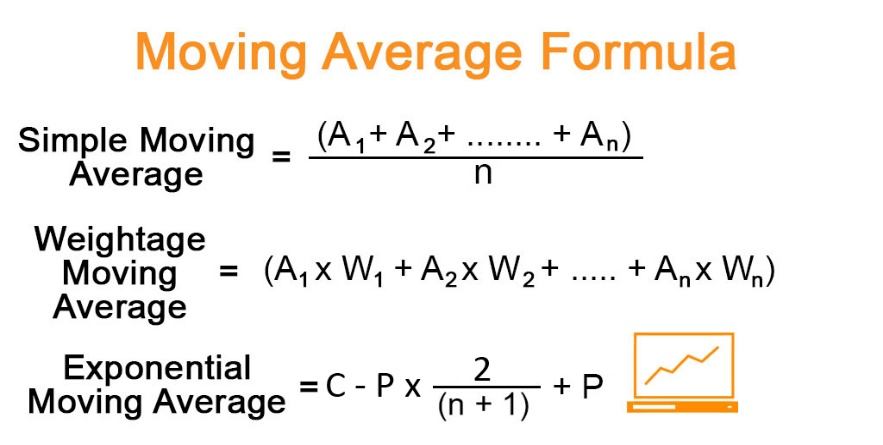 Moving Average Formula
Simple Moving Average = (A₁+ A₂+ ........ + Aₙ) / n
Weightage Moving Average = (A₁ x W₁ + A₂ x W₂ + ..... + Aₙ x Wₙ)
Exponential Moving Average = C - P x 2 / (n + 1) + P